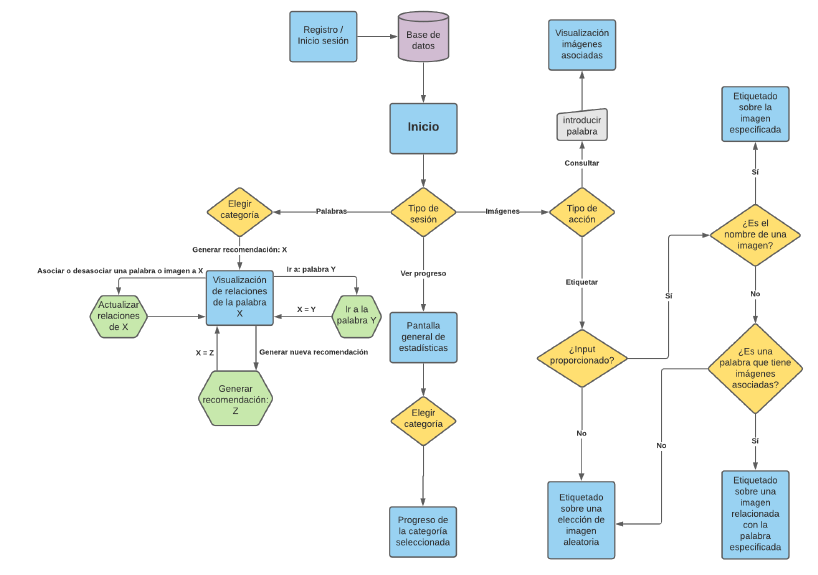 Registro /
Inicio sesión
Base de
datos
Visualización
imágenes
asociadas
Inicio
introducir
palabra
Etiquetado
sobre la
imagen
especificada
Consultar
Sí
Elegir
categoría
Palabras
Tipo de
sesión
Imágenes
Tipo de
acción
¿Es el
nombre de una
imagen?
Generar recomendación: X
Asociar o desasociar una palabra o imagen a X
Ir a: palabra Y
Ver progreso
Etiquetar
Sí
No
Visualización
de relaciones
de la palabra
X
Actualizar
relaciones
de X
X = Y
Ir a la
palabra Y
Pantalla
general de
estadísticas
¿Input
proporcionado?
¿Es una
palabra que tiene
imágenes
asociadas?
X = Z
Generar nueva recomendación
Generar
recomendación:
Z
Elegir
categoría
No
No
Sí
Progreso de
la categoría
seleccionada
Etiquetado
sobre una
elección de
imagen
aleatoria
Etiquetado
sobre una
imagen
relacionada
con la
palabra
especificada